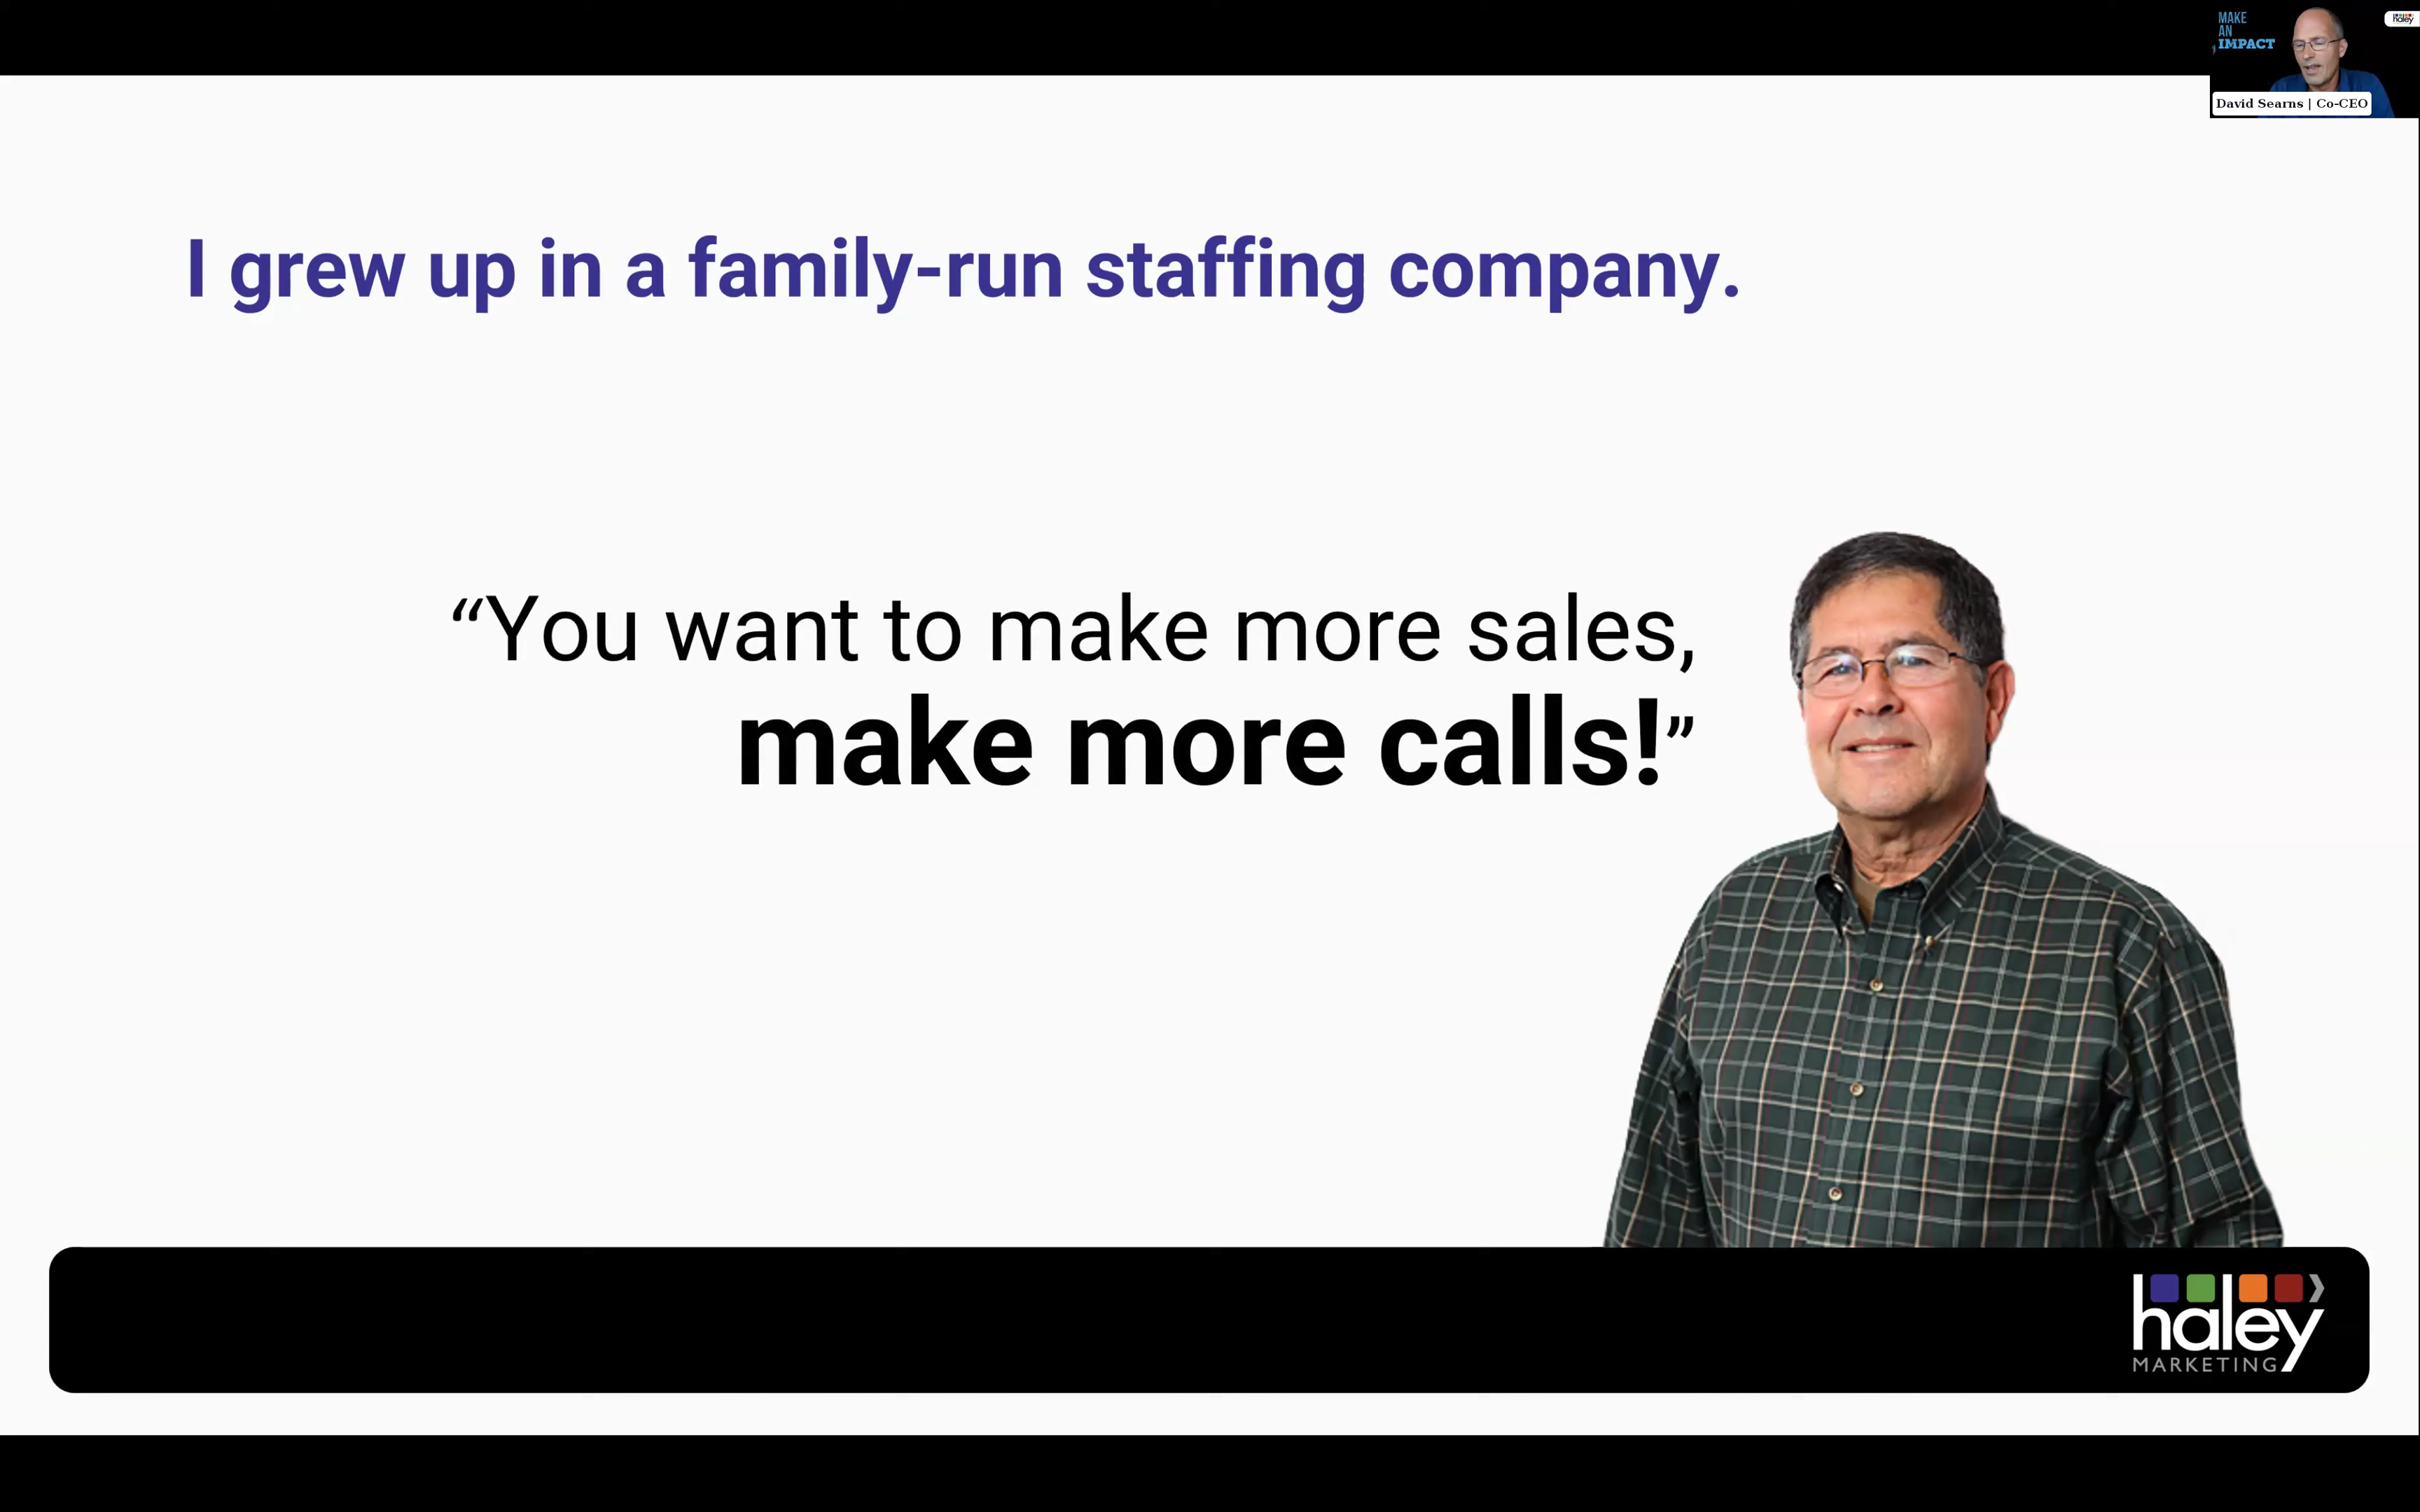 MAKE
AN
IMPACT
haley
David Searns | Co-CEO
I grew up in a family-run staffing company.
“You want to make more sales,
make more calls!”
haley
MARKETING